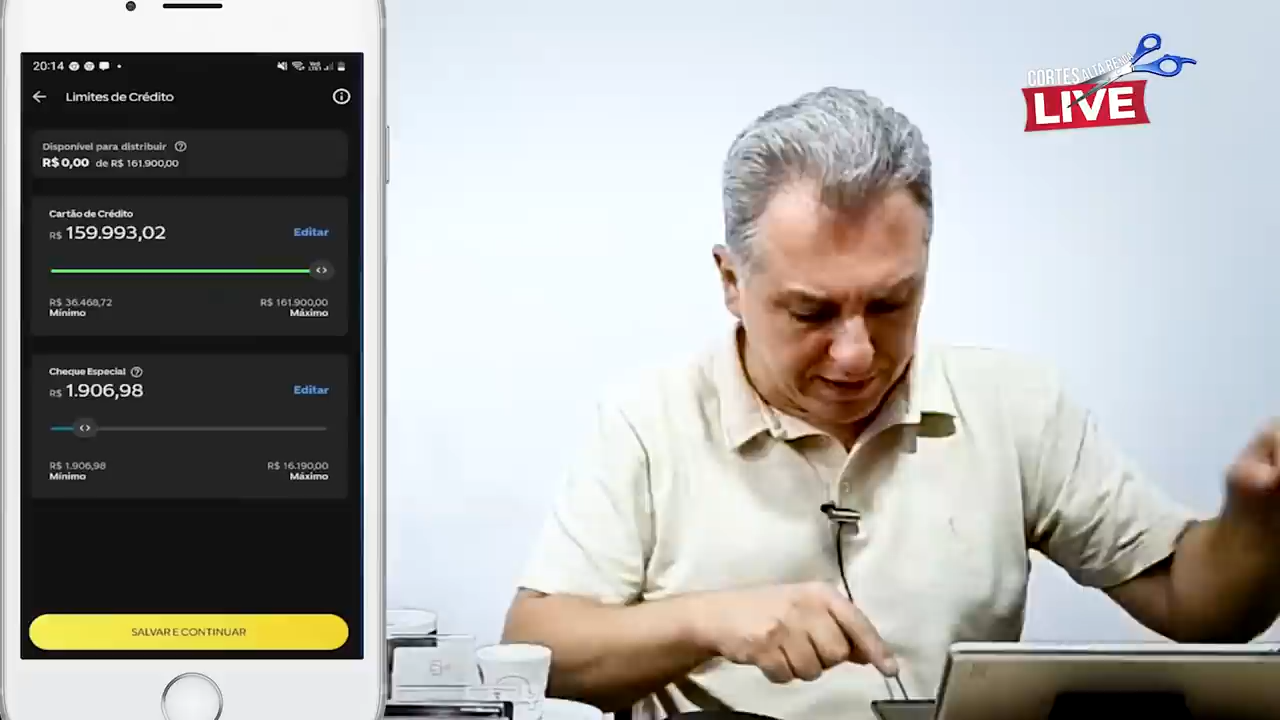 20:14
Limites de Crédito
Disponível para distribuir
R$ 0,00 de R$ 161.900,00
Cartão de Crédito
R$ 159.993,02
Editar
R$ 36.468,72
Mínimo
R$ 161.900,00
Máximo
Cheque Especial
R$ 1.906,98
Editar
R$ 1.906,98
Mínimo
R$ 16.190,00
Máximo
SALVAR E CONTINUAR
CORTES ALTA RENDA
LIVE